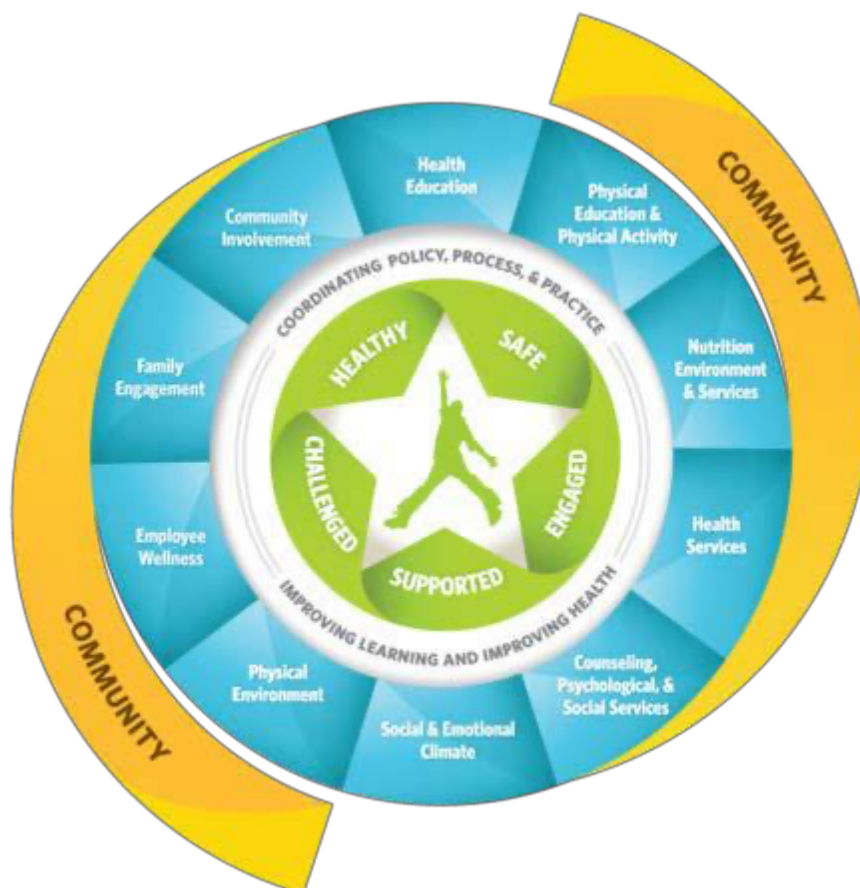 COMMUNITY
Health
Education
Physical
Education &
Physical Activity
Nutrition
Environment
& Services
Health
Services
Counseling,
Psychological, &
Social Services
Social & Emotional
Climate
Physical
Environment
Employee
Wellness
Family
Engagement
Community
Involvement
COORDINATING POLICY, PROCESS, & PRACTICE
IMPROVING LEARNING AND IMPROVING HEALTH
HEALTHY
SAFE
ENGAGED
SUPPORTED
CHALLENGED
COMMUNITY